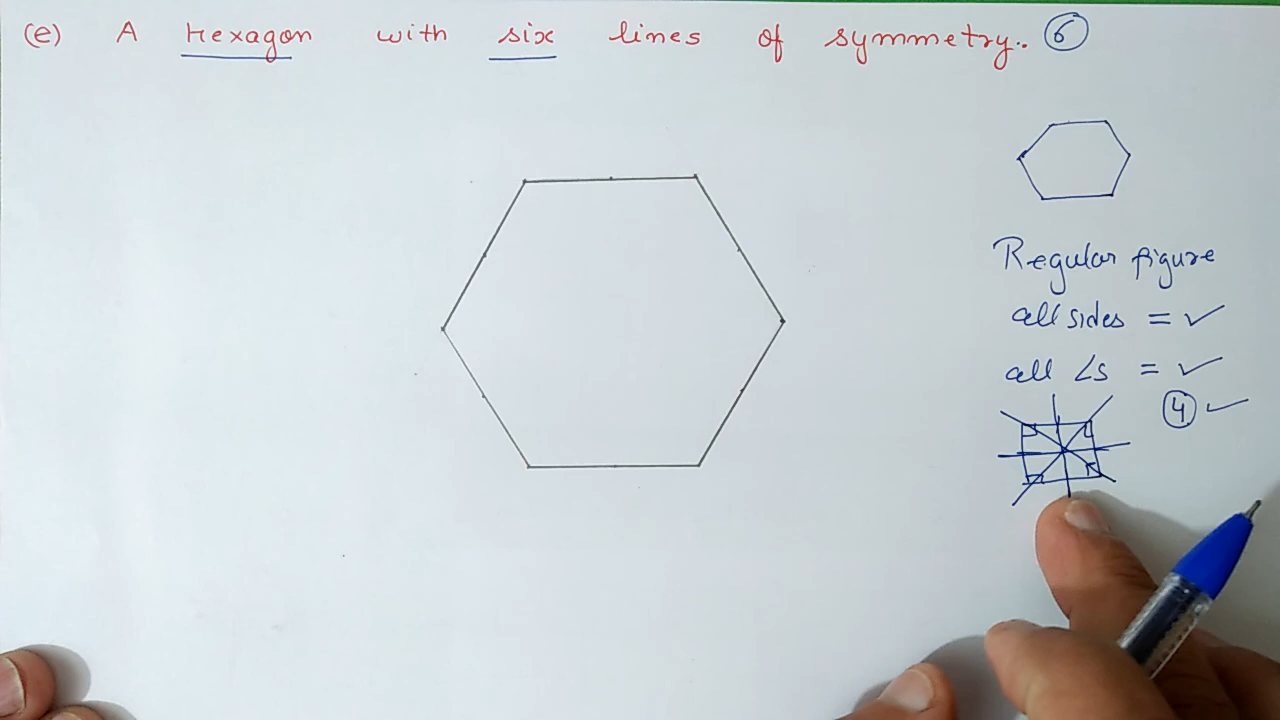 (e) A Hexagon with six lines of symmetry. 6
Regular figure
all sides = ✓
all ∠s = ✓
4 ✓